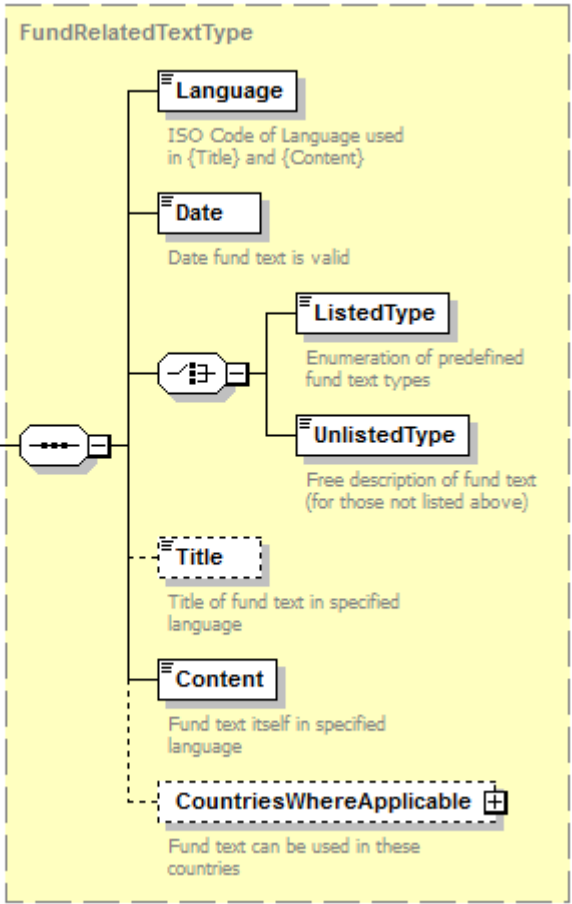 FundRelatedTextType
Language
ISO Code of Language used
in {Title} and {Content}
Date
Date fund text is valid
ListedType
Enumeration of predefined
fund text types
UnlistedType
Free description of fund text
(for those not listed above)
Title
Title of fund text in specified
language
Content
Fund text itself in specified
language
CountriesWhereApplicable
Fund text can be used in these
countries